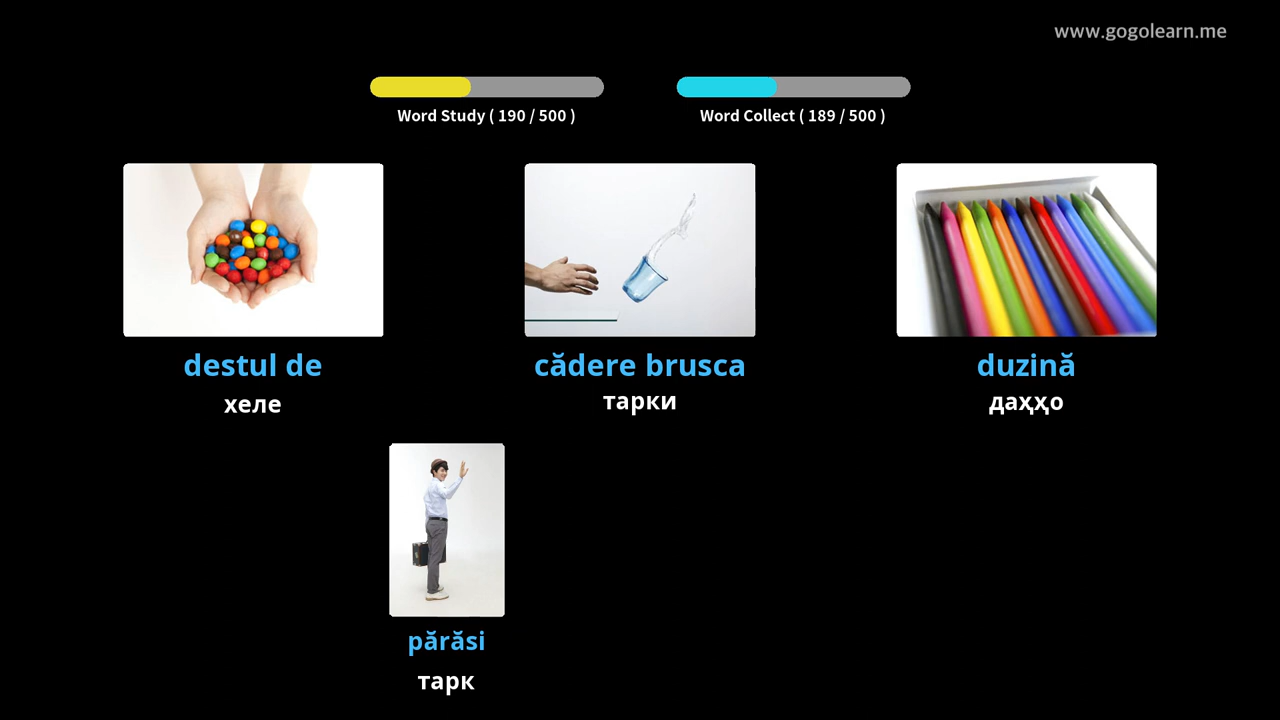 www.gogolearn.me
Word Study ( 190 / 500 )
Word Collect ( 189 / 500 )
destul de
хеле
cădere brusca
тарки
duzină
даҳҳо
părăsi
тарк